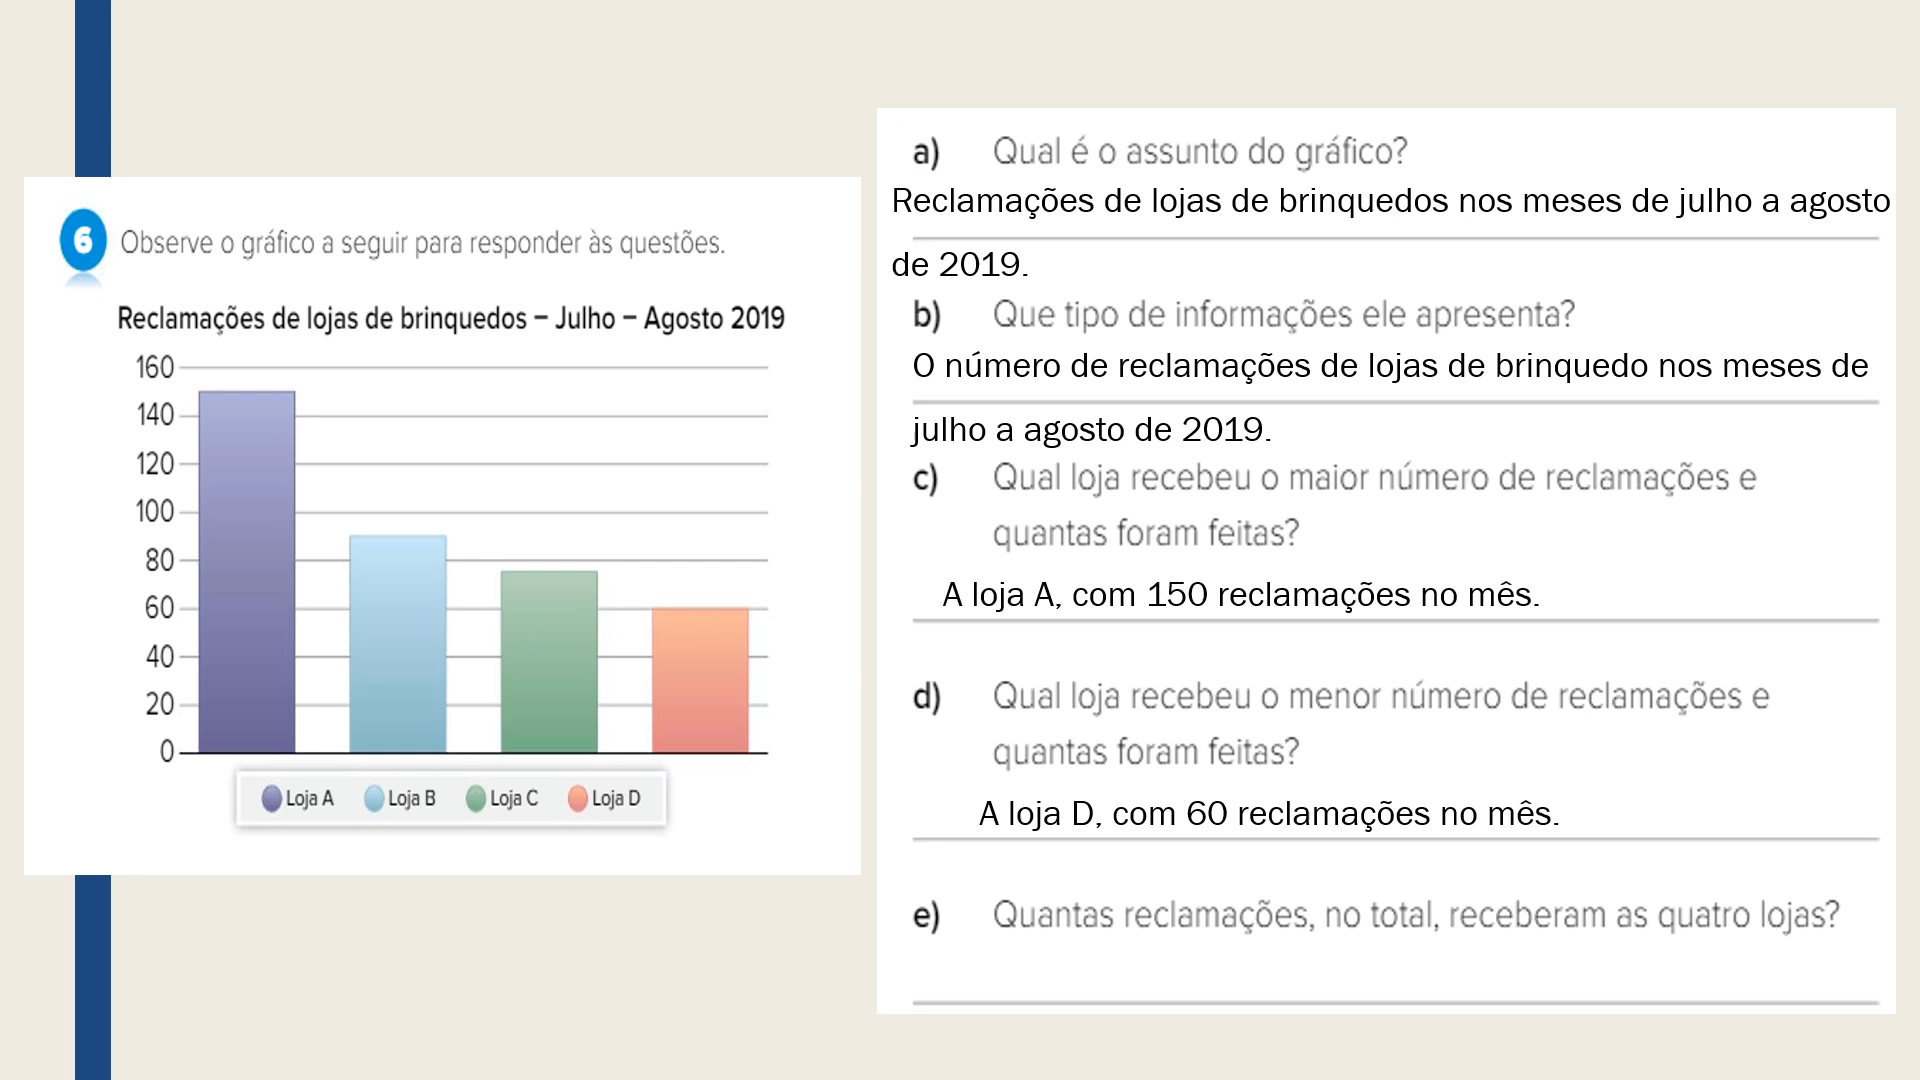 6 Observe o gráfico a seguir para responder às questões.
Reclamações de lojas de brinquedos – Julho – Agosto 2019
160
140
120
100
80
60
40
20
0
Loja A Loja B Loja C Loja D
a) Qual é o assunto do gráfico?
Reclamações de lojas de brinquedos nos meses de julho a agosto
de 2019.
b) Que tipo de informações ele apresenta?
O número de reclamações de lojas de brinquedo nos meses de
julho a agosto de 2019.
c) Qual loja recebeu o maior número de reclamações e
quantas foram feitas?
A loja A, com 150 reclamações no mês.
d) Qual loja recebeu o menor número de reclamações e
quantas foram feitas?
A loja D, com 60 reclamações no mês.
e) Quantas reclamações, no total, receberam as quatro lojas?